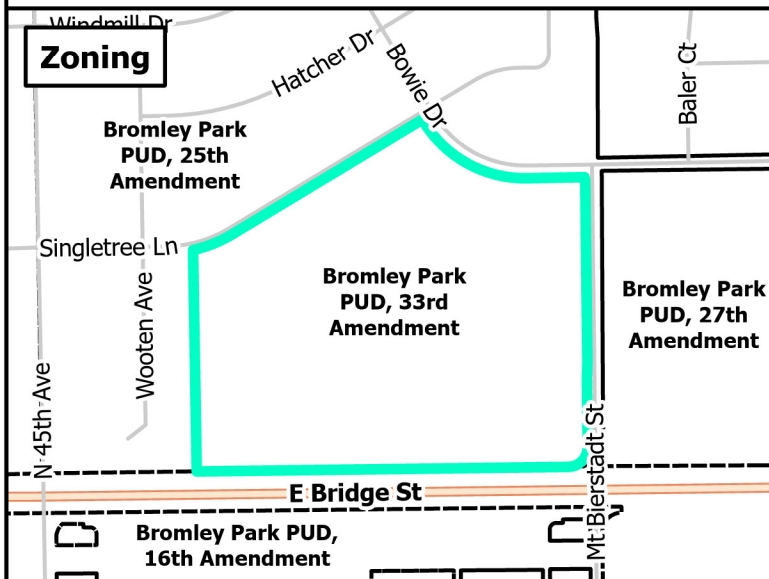 Windmill Dr
Zoning
Hatcher Dr
Bowie Dr
Baler Ct
Bromley Park
PUD, 25th
Amendment
Singletree Ln
Wooten Ave
Bromley Park
PUD, 33rd
Amendment
Bromley Park
PUD, 27th
Amendment
N 45th Ave
E Bridge St
Mt Bierstadt St
Bromley Park PUD,
16th Amendment